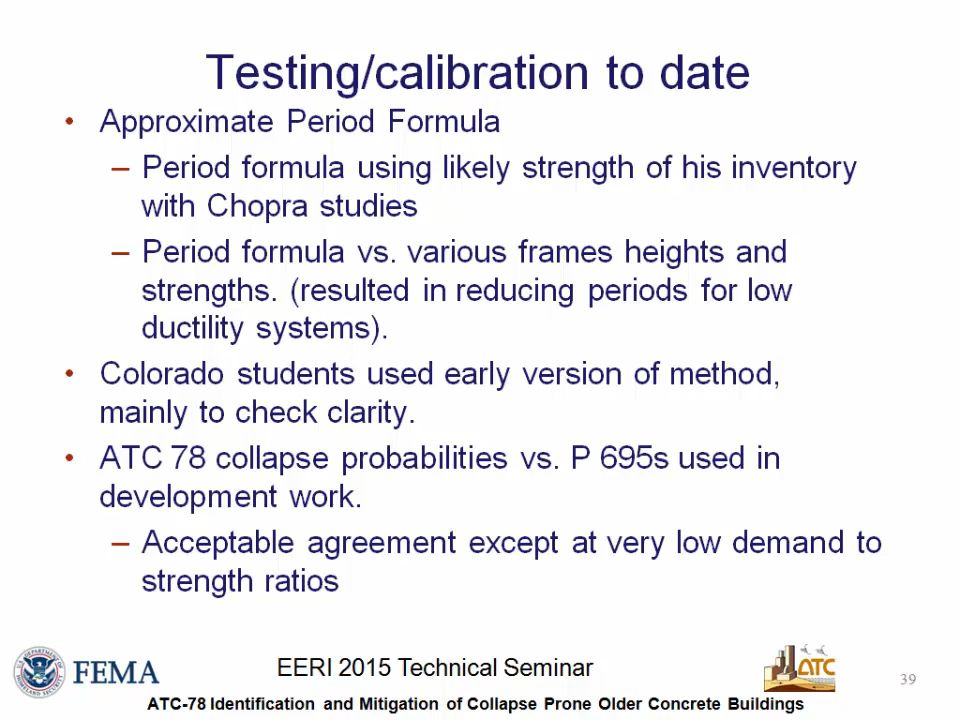 Testing/calibration to date
• Approximate Period Formula
– Period formula using likely strength of his inventory
with Chopra studies
– Period formula vs. various frames heights and
strengths. (resulted in reducing periods for low
ductility systems).
• Colorado students used early version of method,
mainly to check clarity.
• ATC 78 collapse probabilities vs. P 695s used in
development work.
– Acceptable agreement except at very low demand to
strength ratios
FEMA
EERI 2015 Technical Seminar
ATC
39
ATC-78 Identification and Mitigation of Collapse Prone Older Concrete Buildings